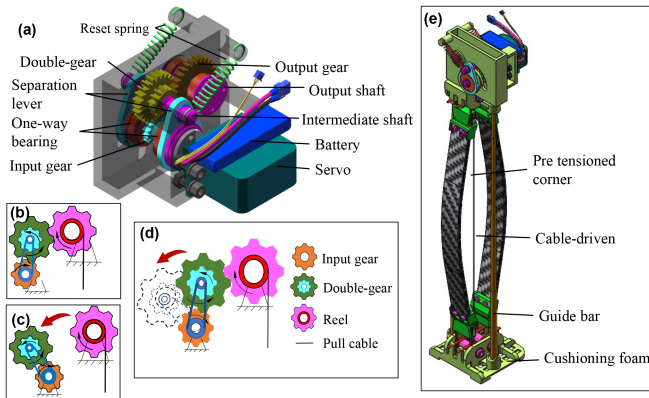 (a)
Reset spring
Double-gear
Separation
lever
One-way
bearing
Input gear
Output gear
Output shaft
Intermediate shaft
Battery
Servo
(b)
(c)
(d)
Input gear
Double-gear
Reel
Pull cable
(e)
Pre tensioned
corner
Cable-driven
Guide bar
Cushioning foam